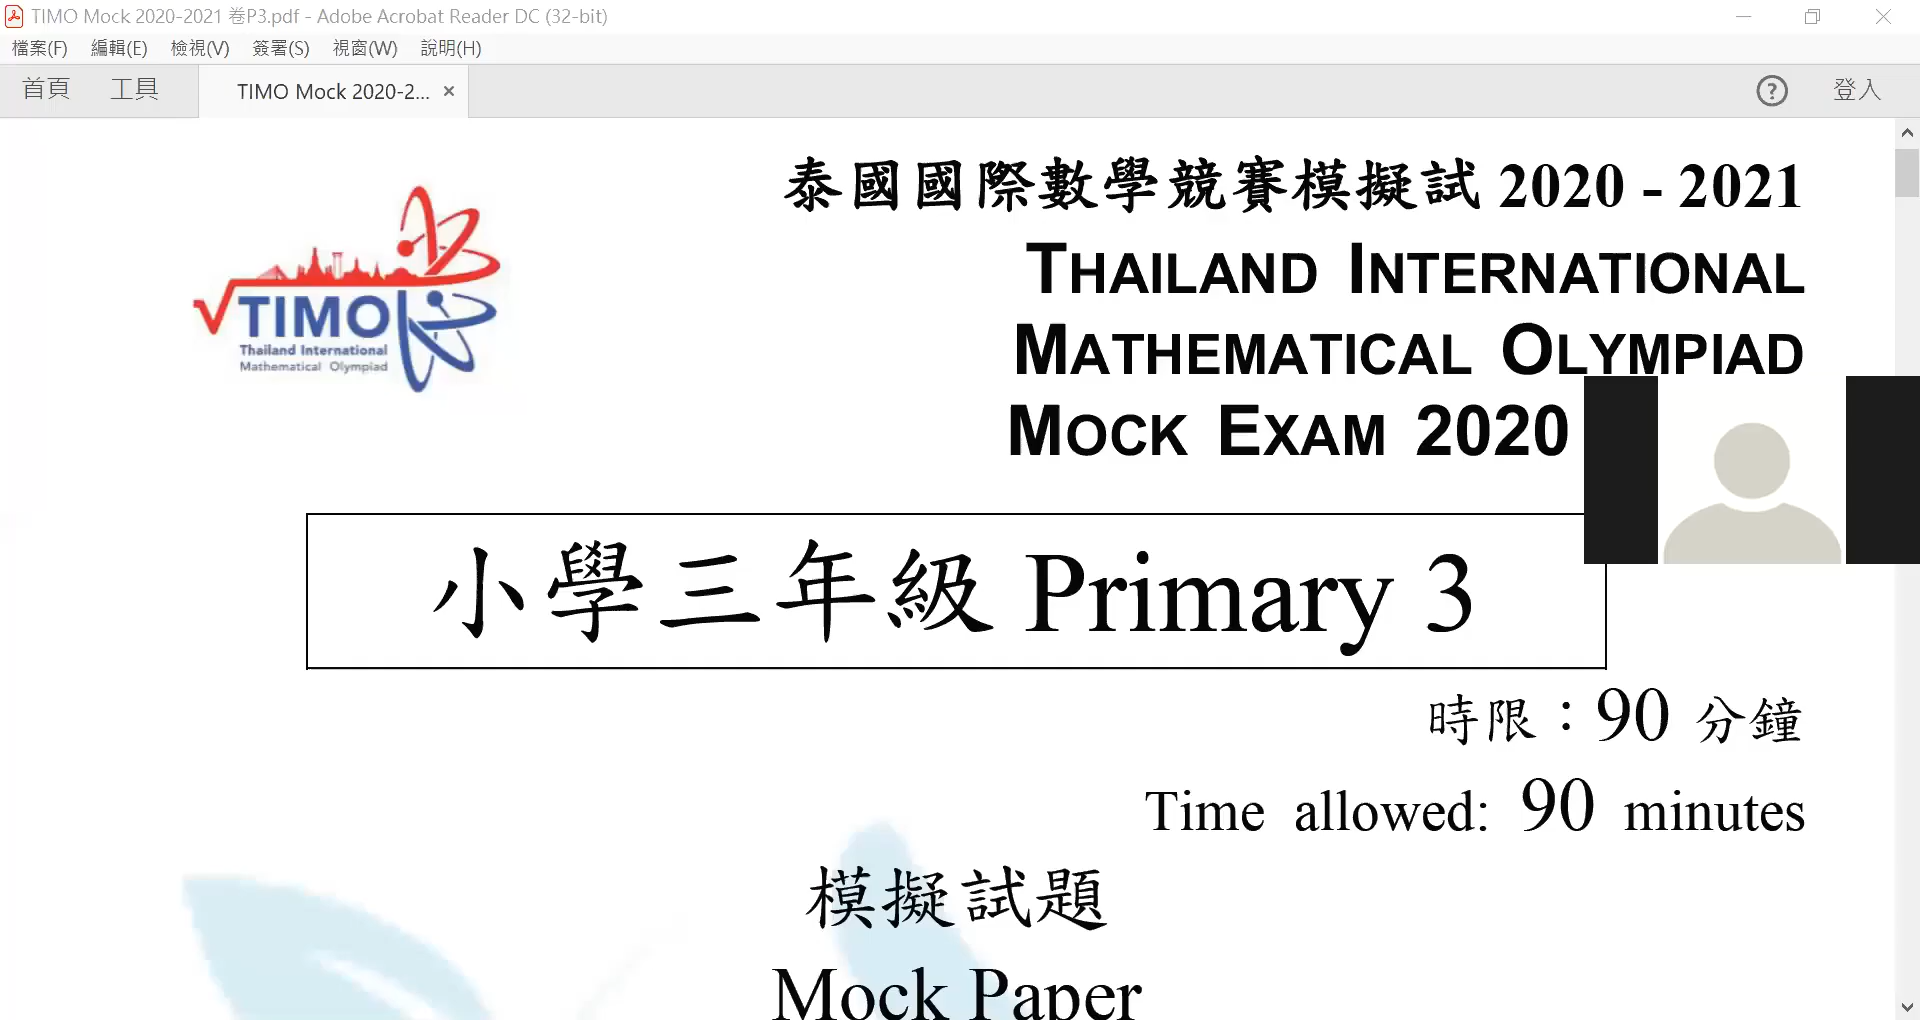 TIMO Mock 2020-2021 卷P3.pdf - Adobe Acrobat Reader DC (32-bit)
檔案(F) 編輯(E) 檢視(V) 簽署(S) 視窗(W) 說明(H)
首頁 工具 TIMO Mock 2020-2... × ? 登入
泰國國際數學競賽模擬試 2020 - 2021
THAILAND INTERNATIONAL
MATHEMATICAL OLYMPIAD
MOCK EXAM 2020
√TIMO
Thailand International
Mathematical Olympiad
小學三年級 Primary 3
時限：90 分鐘
Time allowed: 90 minutes
模擬試題
Mock Paper